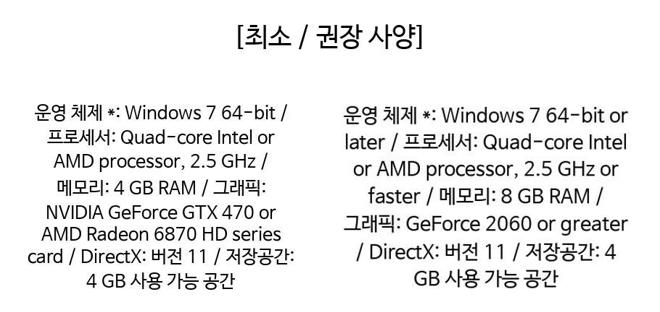 [최소 / 권장 사양]
운영 체제 *: Windows 7 64-bit /
프로세서: Quad-core Intel or
AMD processor, 2.5 GHz /
메모리: 4 GB RAM / 그래픽:
NVIDIA GeForce GTX 470 or
AMD Radeon 6870 HD series
card / DirectX: 버전 11 / 저장공간:
4 GB 사용 가능 공간
운영 체제 *: Windows 7 64-bit or
later / 프로세서: Quad-core Intel
or AMD processor, 2.5 GHz or
faster / 메모리: 8 GB RAM /
그래픽: GeForce 2060 or greater
/ DirectX: 버전 11 / 저장공간: 4
GB 사용 가능 공간